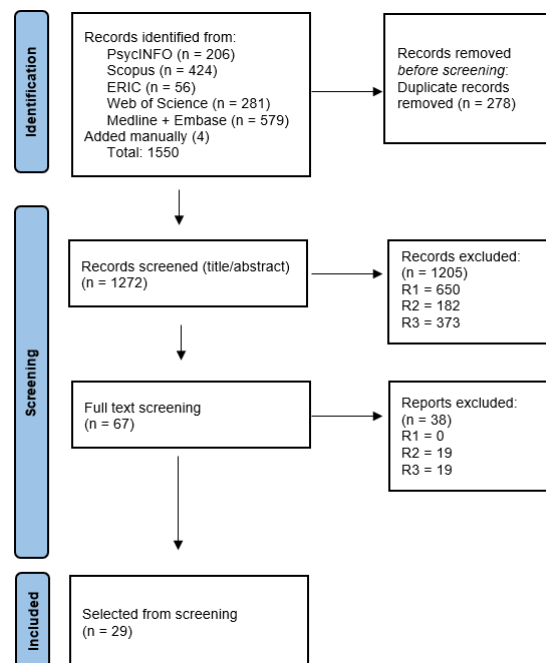 Identification
Records identified from:
PsycINFO (n = 206)
Scopus (n = 424)
ERIC (n = 56)
Web of Science (n = 281)
Medline + Embase (n = 579)
Added manually (4)
Total: 1550
Records removed
before screening:
Duplicate records
removed (n = 278)
Screening
Records screened (title/abstract)
(n = 1272)
Records excluded:
(n = 1205)
R1 = 650
R2 = 182
R3 = 373
Full text screening
(n = 67)
Reports excluded:
(n = 38)
R1 = 0
R2 = 19
R3 = 19
Included
Selected from screening
(n = 29)